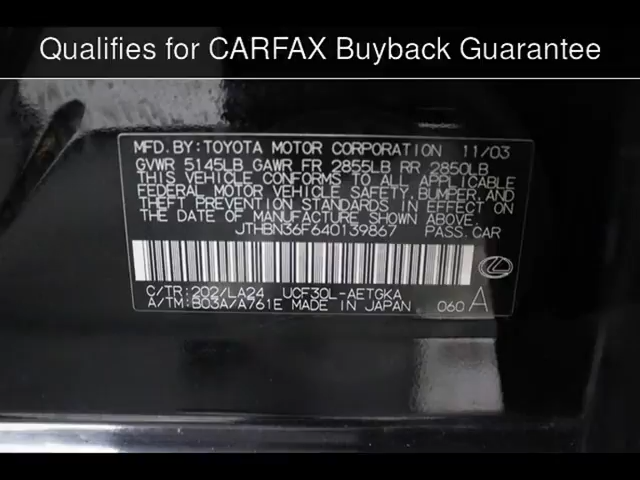 Qualifies for CARFAX Buyback Guarantee
MFD.BY:TOYOTA MOTOR CORPORATION 11/03
GVWR 5145LB GAWR FR 2855LB RR 2850LB
THIS VEHICLE CONFORMS TO ALL APPLICABLE
FEDERAL MOTOR VEHICLE SAFETY,BUMPER,AND
THEFT PREVENTION STANDARDS IN EFFECT ON
THE DATE OF MANUFACTURE SHOWN ABOVE.
JTHBN36F640139867 PASS.CAR
C/TR:202/LA24 UCF30L-AETGKA
A/TM:B03A/A761E MADE IN JAPAN 060 A